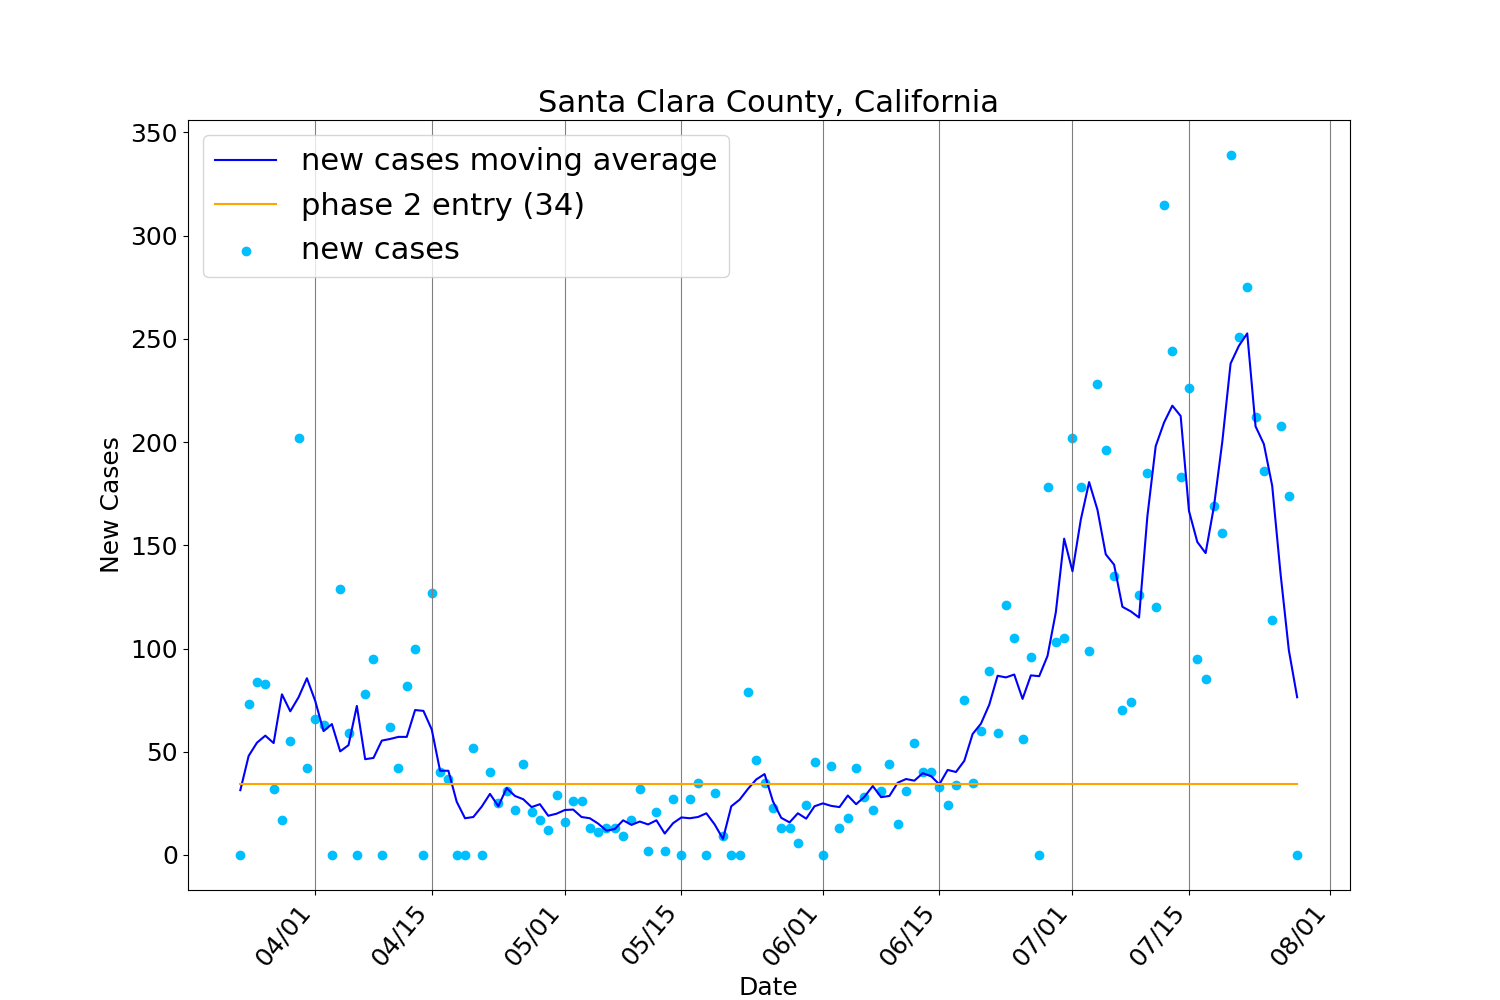 Santa Clara County, California
350
300
250
200
150
100
50
0
New Cases
new cases moving average
phase 2 entry (34)
new cases
04/01
04/15
05/01
05/15
06/01
06/15
07/01
07/15
08/01
Date